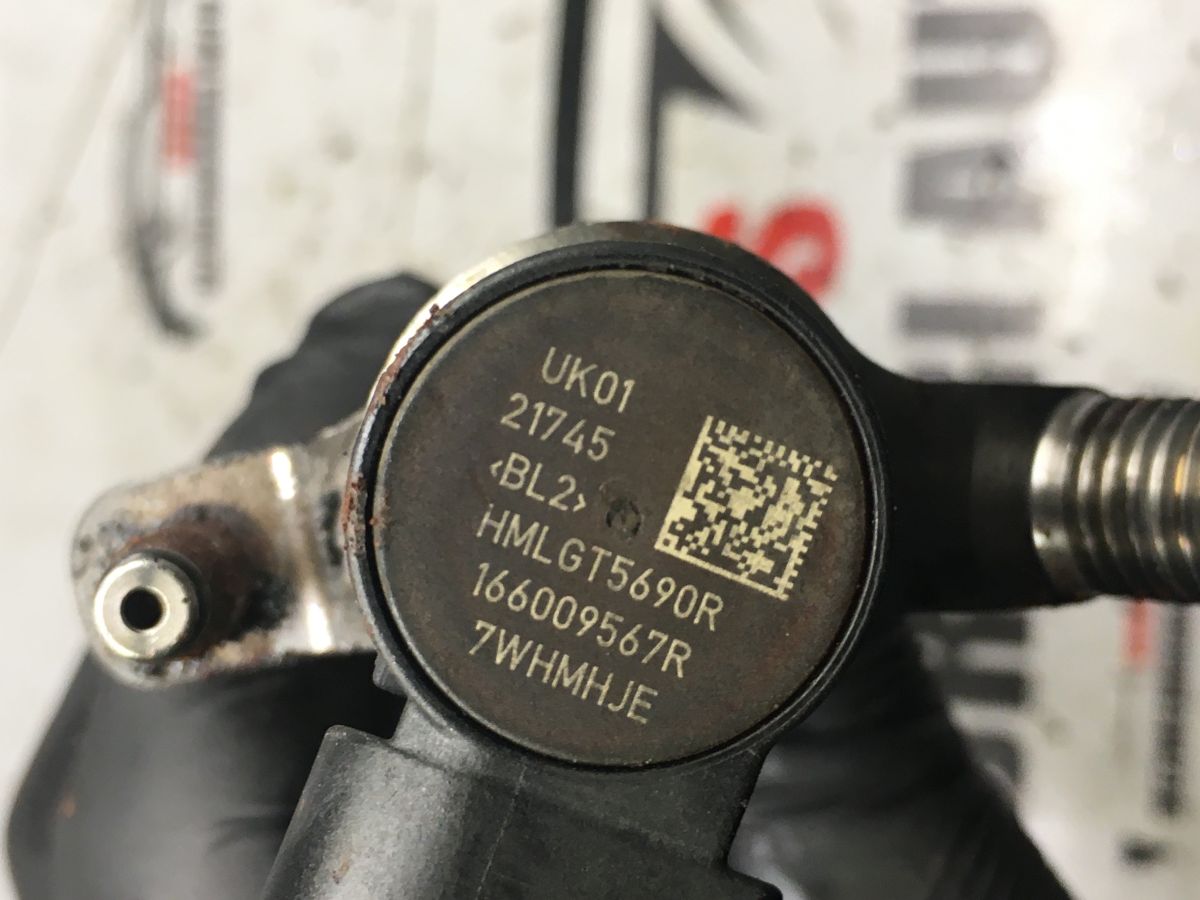 UK01
21745
‹BL2›
HMLGT5690R
166009567R
7WHMHJE